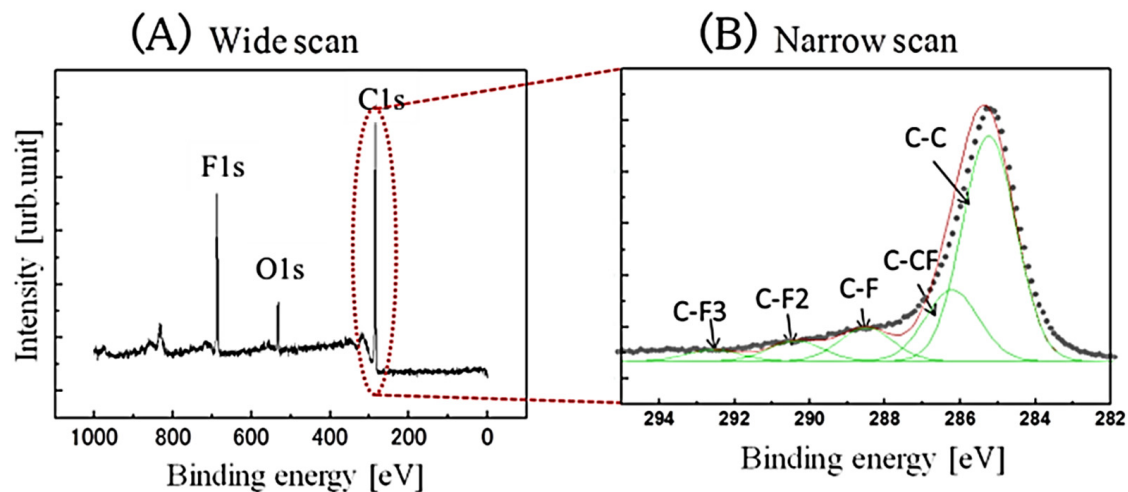 (A) Wide scan
(B) Narrow scan
C1s
F1s
O1s
Intensity [urb.unit]
1000 800 600 400 200 0
Binding energy [eV]
C-C
C-CF
C-F
C-F2
C-F3
294 292 290 288 286 284 282
Binding energy [eV]